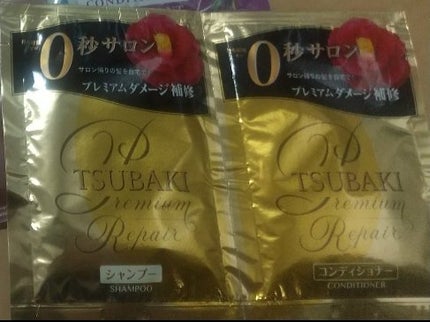 CONDIT
0秒サロン
サロン帰りの髪を自宅で
プレミアムダメージ補修
TSUBAKI
Premium
Repair
シャンプー
SHAMPOO
0秒サロン
サロン帰りの髪を自宅で
プレミアムダメージ補修
TSUBAKI
Premium
Repair
コンディショナー
CONDITIONER